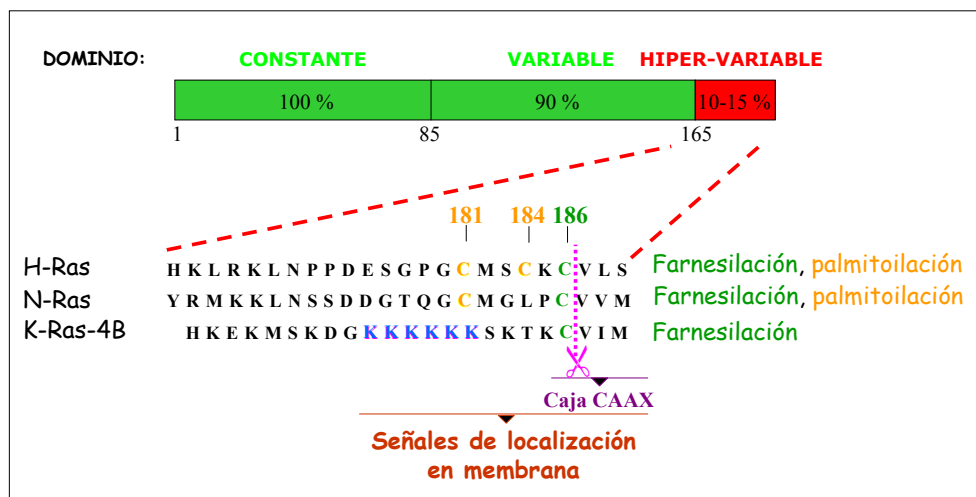 DOMINIO: CONSTANTE VARIABLE HIPER-VARIABLE
100 % 90 % 10-15 %
1 85 165
181 184 186
H-Ras H K L R K L N P P D E S G P G C M S C K C V L S Farnesilación, palmitoilación
N-Ras Y R M K K L N S S D D G T Q G C M G L P C V V M Farnesilación, palmitoilación
K-Ras-4B H K E K M S K D G K K K K K K S K T K C V I M Farnesilación
Caja CAAX
Señales de localización
en membrana